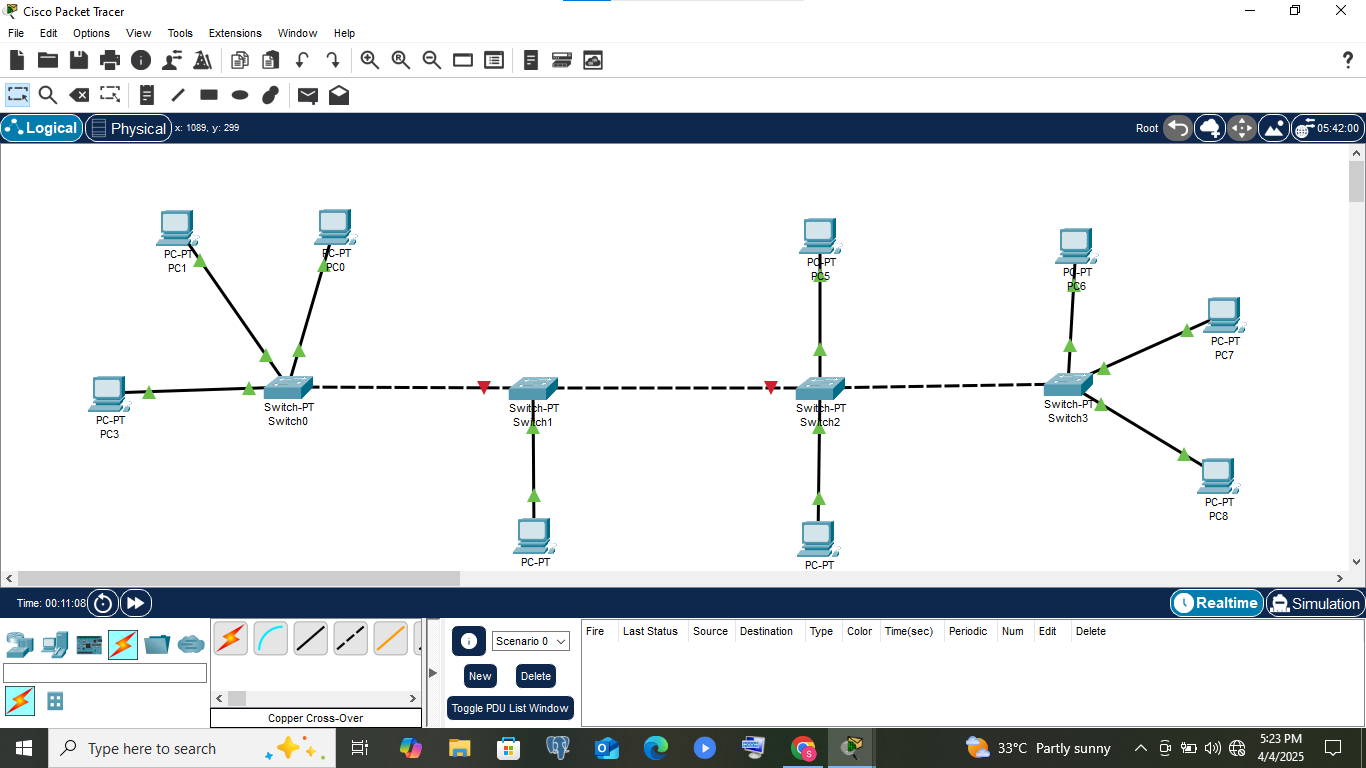 Cisco Packet Tracer
File Edit Options View Tools Extensions Window Help
?
Logical Physical x: 1089, y: 299 Root 05:42:00
PC-PT
PC1
PC-PT
PC0
PC-PT
PC5
PC-PT
PC6
PC-PT
PC7
PC-PT
PC3
Switch-PT
Switch0
Switch-PT
Switch1
Switch-PT
Switch2
Switch-PT
Switch3
PC-PT
PC8
PC-PT
PC-PT
Time: 00:11:08 Realtime Simulation
Scenario 0
New Delete
Toggle PDU List Window
Fire Last Status Source Destination Type Color Time(sec) Periodic Num Edit Delete
Copper Cross-Over
Type here to search
33°C Partly sunny
5:23 PM
4/4/2025